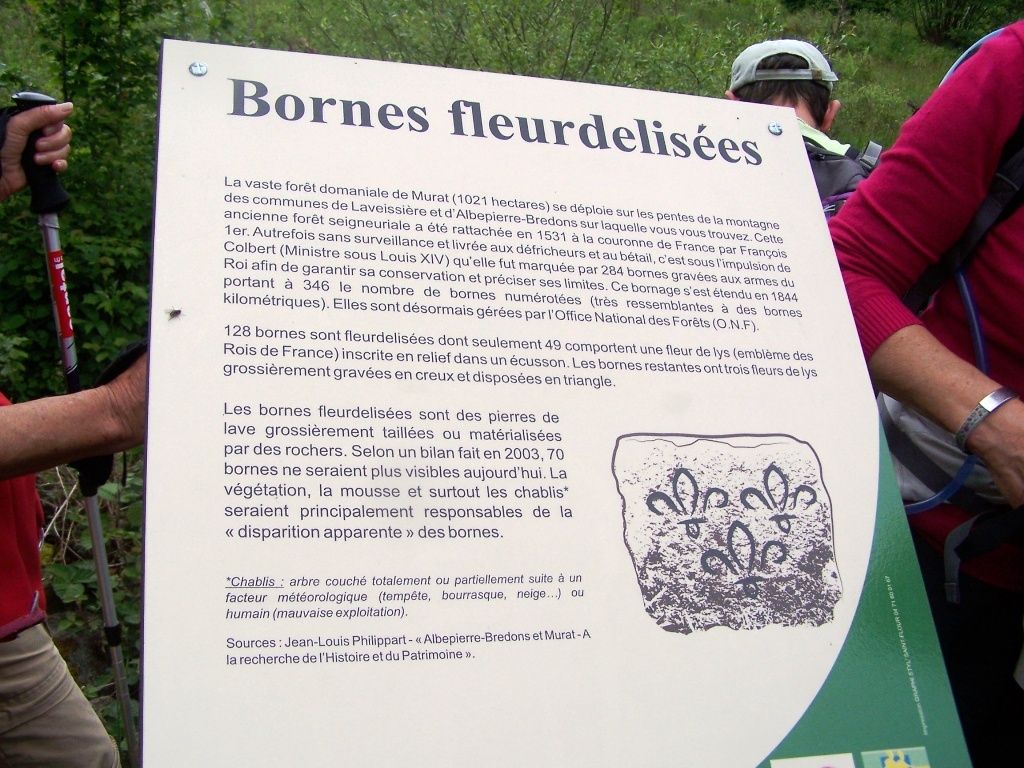 Bornes fleurdelisées
La vaste forêt domaniale de Murat (1021 hectares) se déploie sur les pentes de la montagne
des communes de Laveissière et d'Albepierre-Bredons sur laquelle vous vous trouvez. Cette
ancienne forêt seigneuriale a été rattachée en 1531 à la couronne de France par François
1er. Autrefois sans surveillance et livrée aux défricheurs et au bétail, c'est sous l'impulsion de
Colbert (Ministre sous Louis XIV) qu'elle fut marquée par 284 bornes gravées aux armes du
Roi afin de garantir sa conservation et préciser ses limites. Ce bornage s'est étendu en 1844
portant à 346 le nombre de bornes numérotées (très ressemblantes à des bornes
kilométriques). Elles sont désormais gérées par l'Office National des Forêts (O.N.F).
128 bornes sont fleurdelisées dont seulement 49 comportent une fleur de lys (emblème des
Rois de France) inscrite en relief dans un écusson. Les bornes restantes ont trois fleurs de lys
grossièrement gravées en creux et disposées en triangle.
Les bornes fleurdelisées sont des pierres de
lave grossièrement taillées ou matérialisées
par des rochers. Selon un bilan fait en 2003, 70
bornes ne seraient plus visibles aujourd'hui. La
végétation, la mousse et surtout les chablis*
seraient principalement responsables de la
« disparition apparente » des bornes.
*Chablis : arbre couché totalement ou partiellement suite à un
facteur météorologique (tempête, bourrasque, neige...) ou
humain (mauvaise exploitation).
Sources : Jean-Louis Philippart - « Albepierre-Bredons et Murat - A
la recherche de l'Histoire et du Patrimoine ».